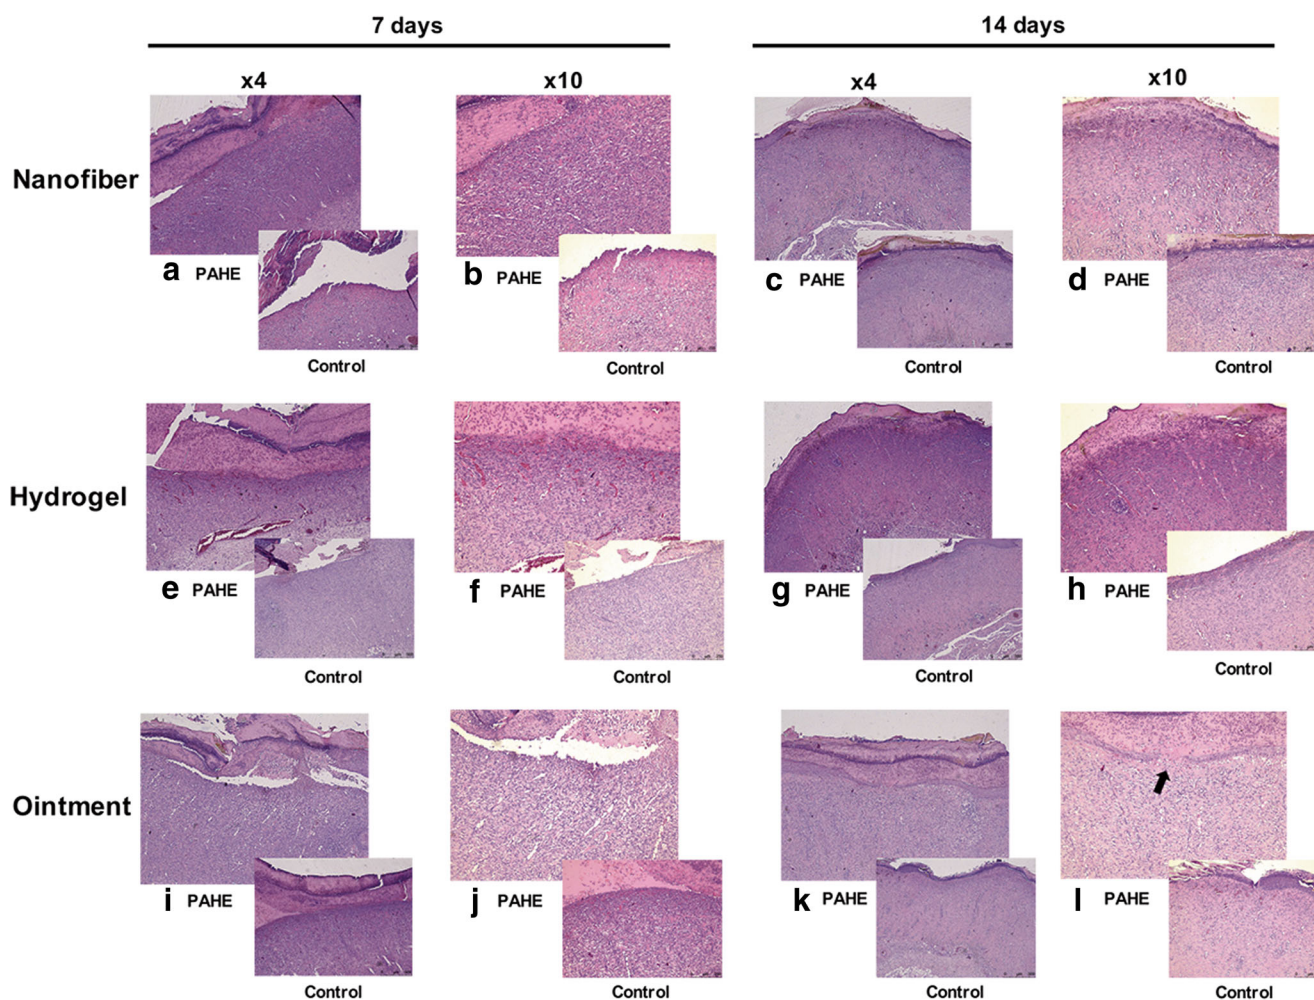 7 days 14 days
x4 x10 x4 x10
Nanofiber
a PAHE b PAHE c PAHE d PAHE
Control Control Control Control
Hydrogel
e PAHE f PAHE g PAHE h PAHE
Control Control Control Control
Ointment
i PAHE j PAHE k PAHE l PAHE
Control Control Control Control